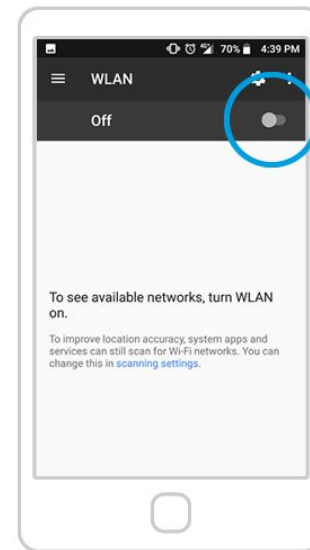 70% 4:39 PM
WLAN
Off
To see available networks, turn WLAN
on.
To improve location accuracy, system apps and
services can still scan for Wi-Fi networks. You can
change this in scanning settings.